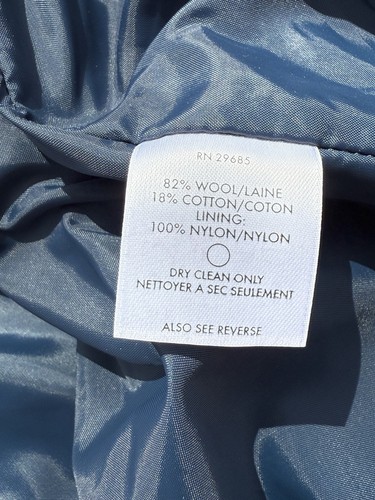 RN 29685
82% WOOL/LAINE
18% COTTON/COTON
LINING:
100% NYLON/NYLON
DRY CLEAN ONLY
NETTOYER A SEC SEULEMENT
ALSO SEE REVERSE